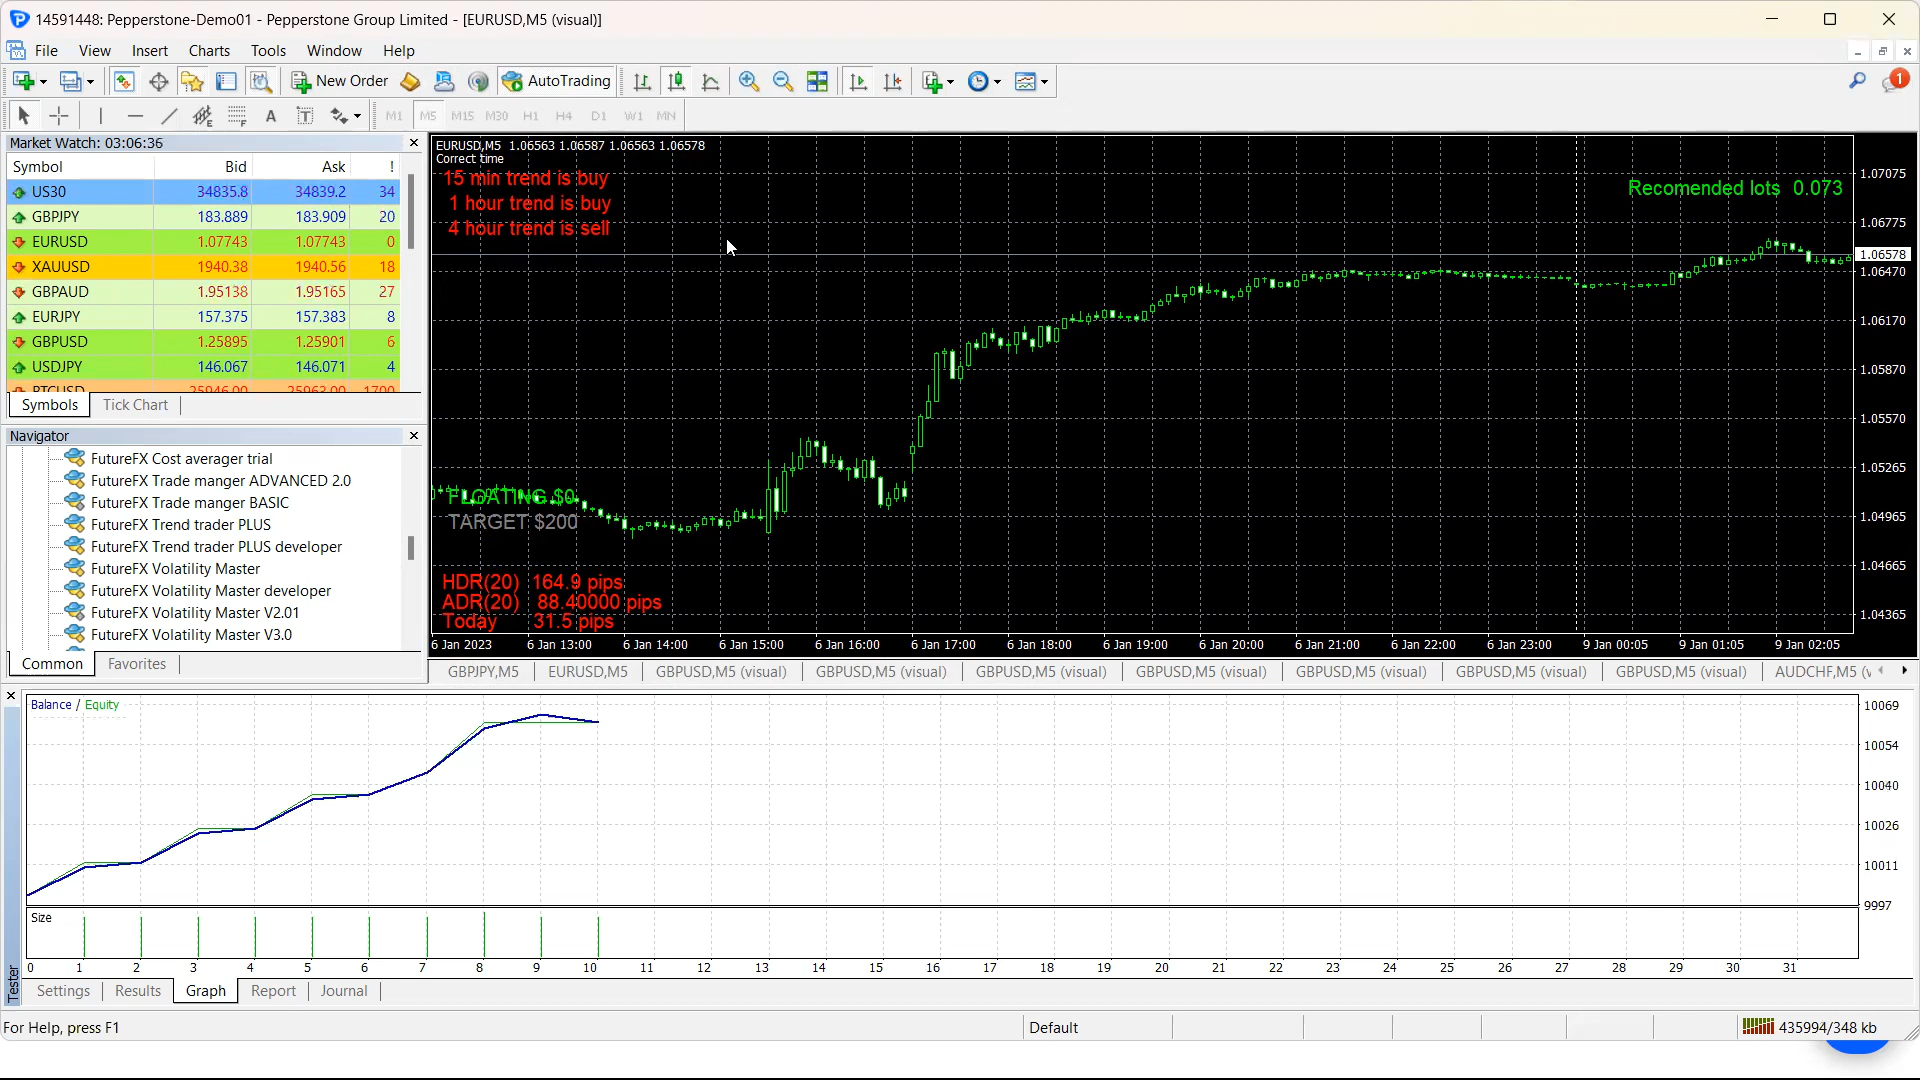 14591448: Pepperstone-Demo01 - Pepperstone Group Limited - [EURUSD,M5 (visual)]
File View Insert Charts Tools Window Help
New Order AutoTrading 1
A T M1 M5 M15 M30 H1 H4 D1 W1 MN
Market Watch: 03:06:36
Symbol Bid Ask !
US30 34835.8 34839.2 34
GBPJPY 183.889 183.909 20
EURUSD 1.07743 1.07743 0
XAUUSD 1940.38 1940.56 18
GBPAUD 1.95138 1.95165 27
EURJPY 157.375 157.383 8
GBPUSD 1.25895 1.25901 6
USDJPY 146.067 146.071 4
BTCUSD 25946.00 25963.00 1700
Symbols Tick Chart
Navigator
FutureFX Cost averager trial
FutureFX Trade manger ADVANCED 2.0
FutureFX Trade manger BASIC
FutureFX Trend trader PLUS
FutureFX Trend trader PLUS developer
FutureFX Volatility Master
FutureFX Volatility Master developer
FutureFX Volatility Master V2.01
FutureFX Volatility Master V3.0
Common Favorites
EURUSD,M5 1.06563 1.06587 1.06563 1.06578
Correct time
15 min trend is buy
1 hour trend is buy
4 hour trend is sell
Recomended lots 0.073
FLOATING $0
TARGET $200
HDR(20) 164.9 pips
ADR(20) 88.40000 pips
Today 31.5 pips
1.07075
1.06775
1.06578
1.06470
1.06170
1.05870
1.05570
1.05265
1.04965
1.04665
1.04365
6 Jan 2023 6 Jan 13:00 6 Jan 14:00 6 Jan 15:00 6 Jan 16:00 6 Jan 17:00 6 Jan 18:00 6 Jan 19:00 6 Jan 20:00 6 Jan 21:00 6 Jan 22:00 6 Jan 23:00 9 Jan 00:05 9 Jan 01:05 9 Jan 02:05
GBPJPY,M5 EURUSD,M5 GBPUSD,M5 (visual) GBPUSD,M5 (visual) GBPUSD,M5 (visual) GBPUSD,M5 (visual) GBPUSD,M5 (visual) GBPUSD,M5 (visual) GBPUSD,M5 (visual) AUDCHF,M5 (v
Balance / Equity
10069
10054
10040
10026
10011
9997
Size
0 1 2 3 4 5 6 7 8 9 10 11 12 13 14 15 16 17 18 19 20 21 22 23 24 25 26 27 28 29 30 31
Tester
Settings Results Graph Report Journal
For Help, press F1 Default 435994/348 kb